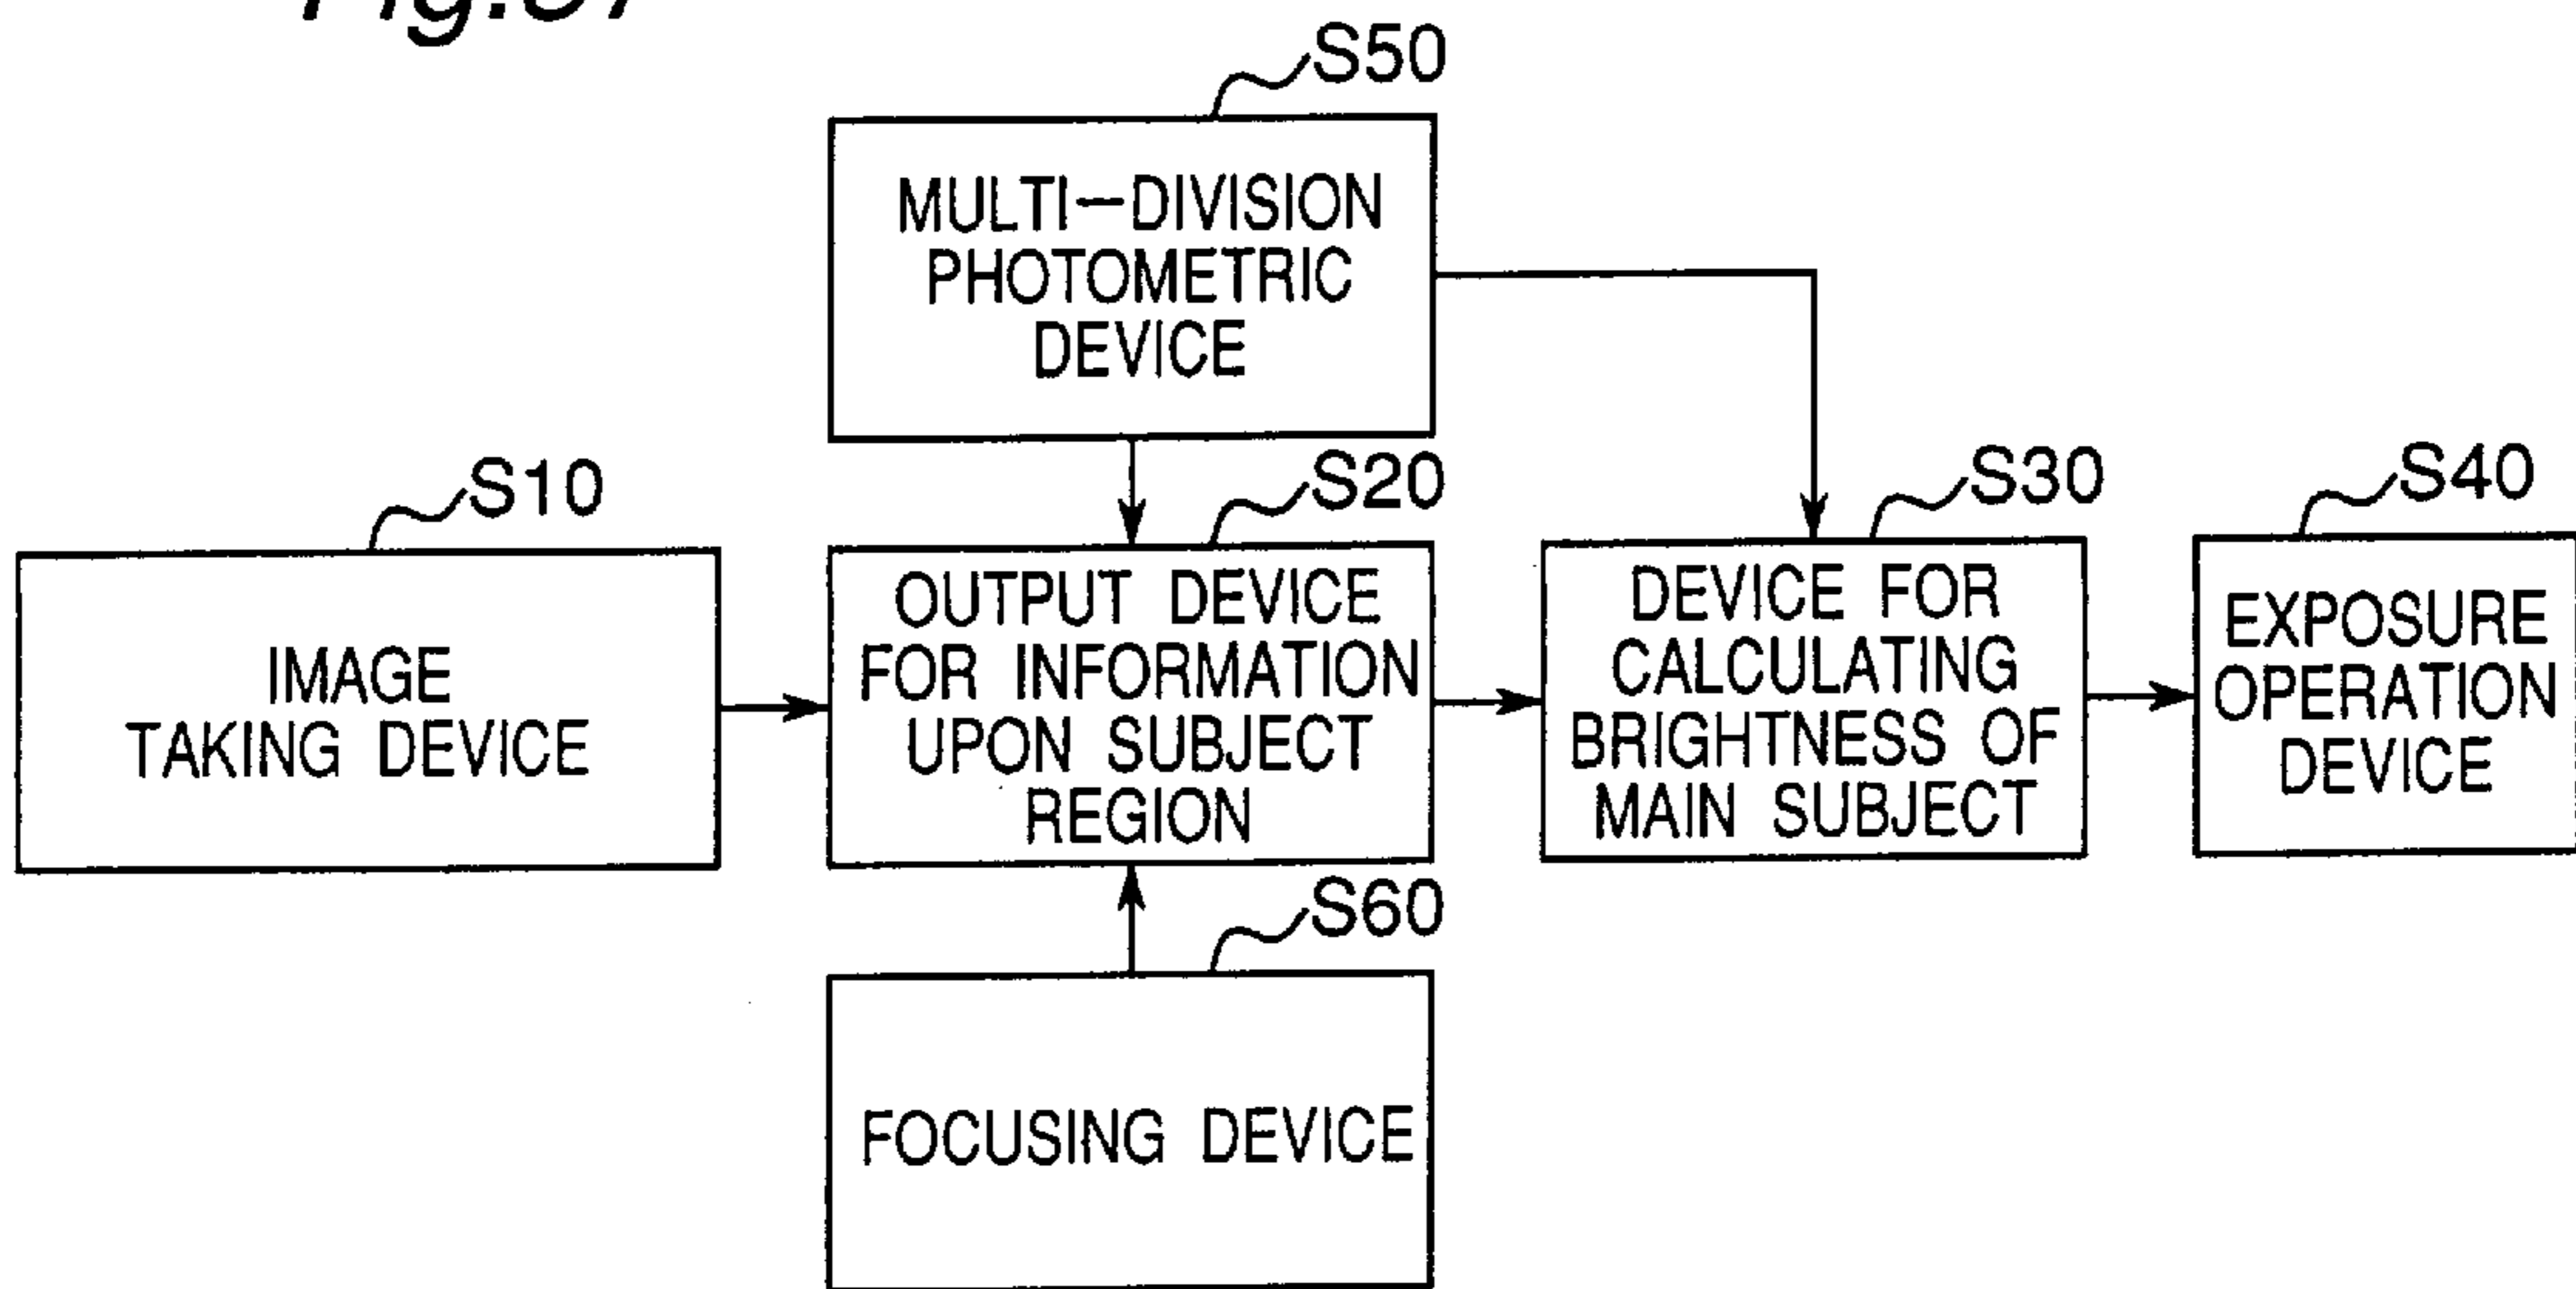 S50
MULTI-DIVISION
PHOTOMETRIC
DEVICE
S10
IMAGE
TAKING DEVICE
S20
OUTPUT DEVICE
FOR INFORMATION
UPON SUBJECT
REGION
S30
DEVICE FOR
CALCULATING
BRIGHTNESS OF
MAIN SUBJECT
S40
EXPOSURE
OPERATION
DEVICE
S60
FOCUSING DEVICE